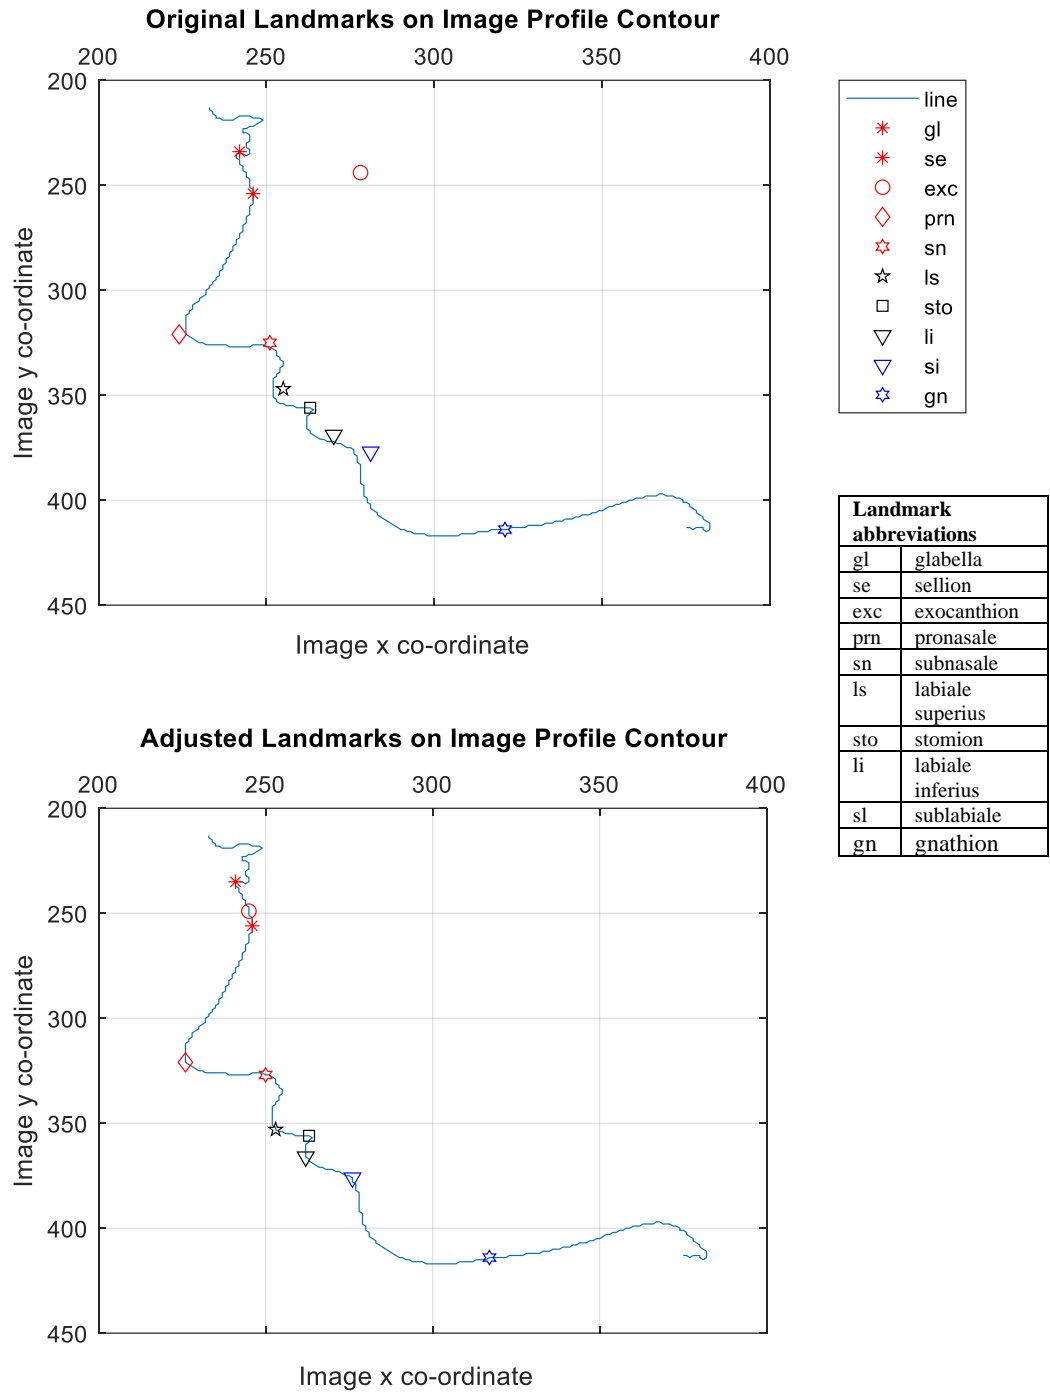 Original Landmarks on Image Profile Contour
200 250 300 350 400
200
250
300
350
400
450
Image y co-ordinate
Image x co-ordinate
line
gl
se
exc
prn
sn
ls
sto
li
si
gn
Landmark
abbreviations
gl glabella
se sellion
exc exocanthion
prn pronasale
sn subnasale
ls labiale
superius
sto stomion
li labiale
inferius
sl sublabiale
gn gnathion
Adjusted Landmarks on Image Profile Contour
200 250 300 350 400
200
250
300
350
400
450
Image y co-ordinate
Image x co-ordinate